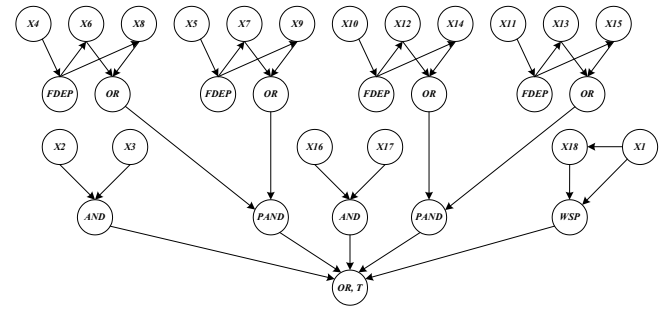 X4 X6 X8 X5 X7 X9 X10 X12 X14 X11 X13 X15
FDEP OR FDEP OR FDEP OR FDEP OR
X2 X3 X16 X17 X18 X1
AND PAND AND PAND WSP
OR, T